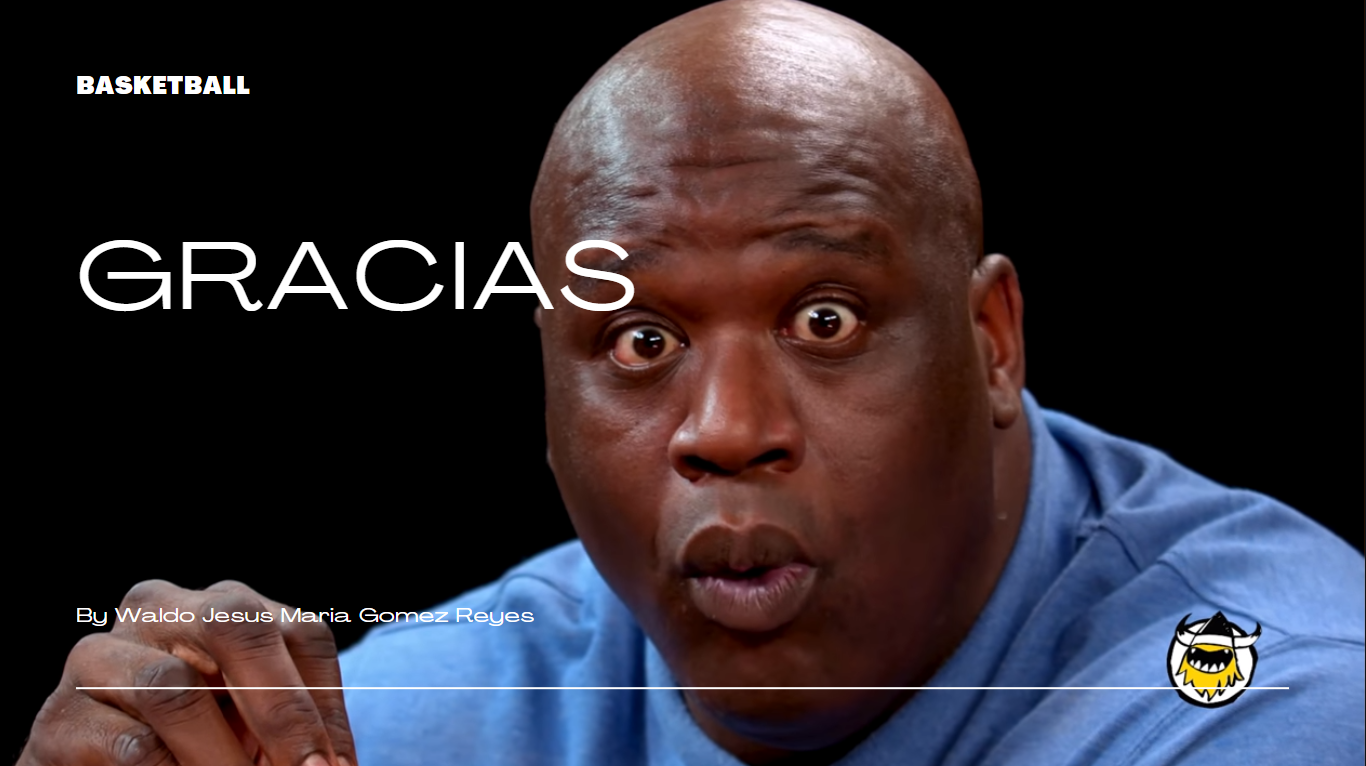 BASKETBALL
GRACIAS
By Waldo Jesus Maria Gomez Reyes